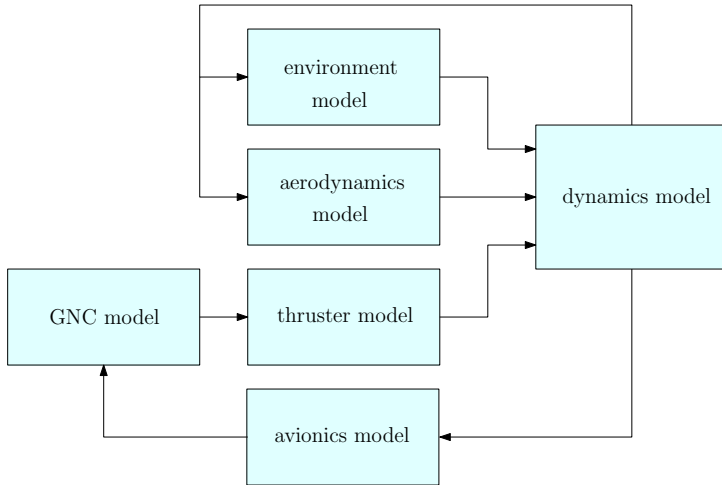 environment
model
aerodynamics
model
dynamics model
GNC model
thruster model
avionics model